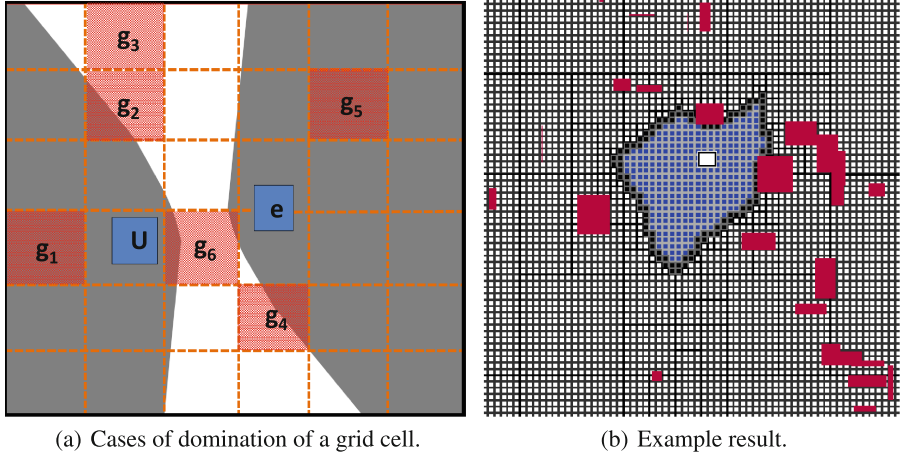 g3
g2
g5
e
U
g1
g6
g4
(a) Cases of domination of a grid cell.
(b) Example result.